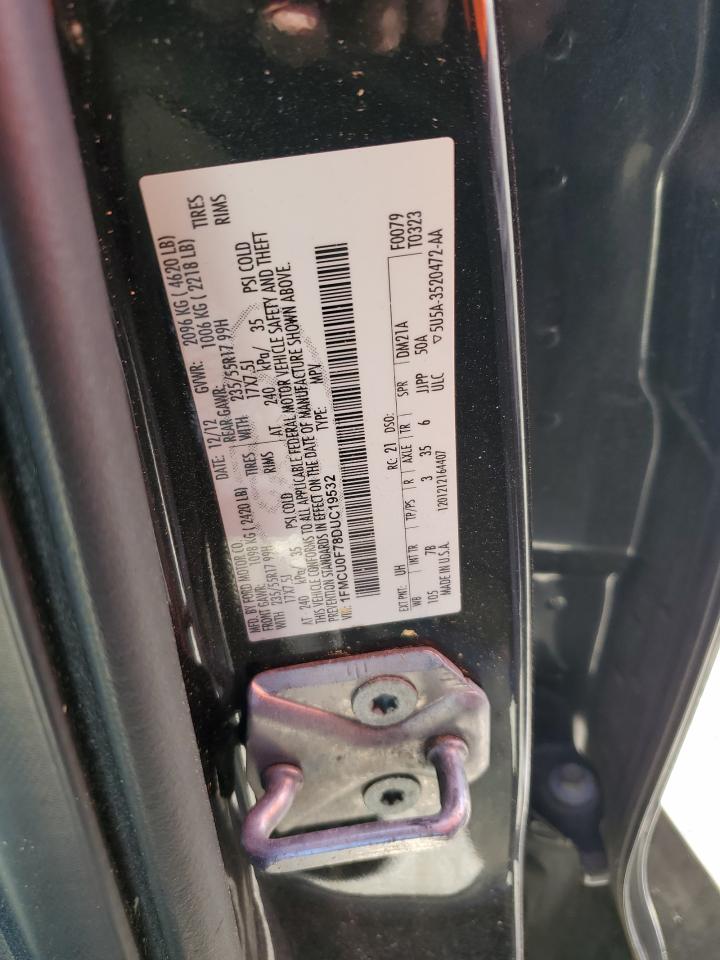 MFD. BY FORD MOTOR CO.
DATE: 12/12 GVWR: 2096 KG ( 4620 LB)
FRONT GAWR: 1098 KG ( 2420 LB) REAR GAWR: 1006 KG ( 2218 LB)
WITH 235/55R17 99H TIRES WITH 235/55R17 99H TIRES
17X7.5J RIMS 17X7.5J RIMS
AT 240 kPa/ 35 PSI COLD AT 240 kPa/ 35 PSI COLD
THIS VEHICLE CONFORMS TO ALL APPLICABLE FEDERAL MOTOR VEHICLE SAFETY AND THEFT
PREVENTION STANDARDS IN EFFECT ON THE DATE OF MANUFACTURE SHOWN ABOVE.
VIN: 1FMCU0F78DUC19532 TYPE: MPV
F0079
T0323
EXT PNT: UH RC: 21 DSO:
WB INT TR TP/PS R AXLE TR SPR DM21A
105 7B 3 35 6 JJPP 50A
MADE IN U.S.A. 1201212164407 ULC ▽5U5A-3520472-AA